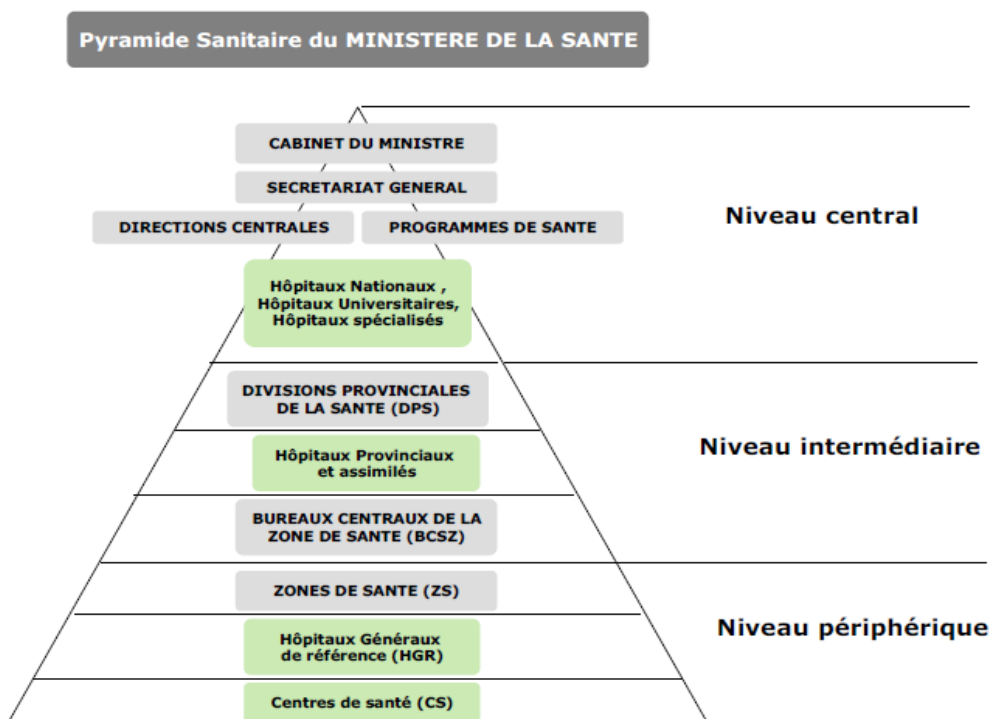 Pyramide Sanitaire du MINISTERE DE LA SANTE
CABINET DU MINISTRE
SECRETARIAT GENERAL
DIRECTIONS CENTRALES
PROGRAMMES DE SANTE
Niveau central
Hôpitaux Nationaux ,
Hôpitaux Universitaires,
Hôpitaux spécialisés
DIVISIONS PROVINCIALES
DE LA SANTE (DPS)
Hôpitaux Provinciaux
et assimilés
Niveau intermédiaire
BUREAUX CENTRAUX DE LA
ZONE DE SANTE (BCSZ)
ZONES DE SANTE (ZS)
Hôpitaux Généraux
de référence (HGR)
Niveau périphérique
Centres de santé (CS)